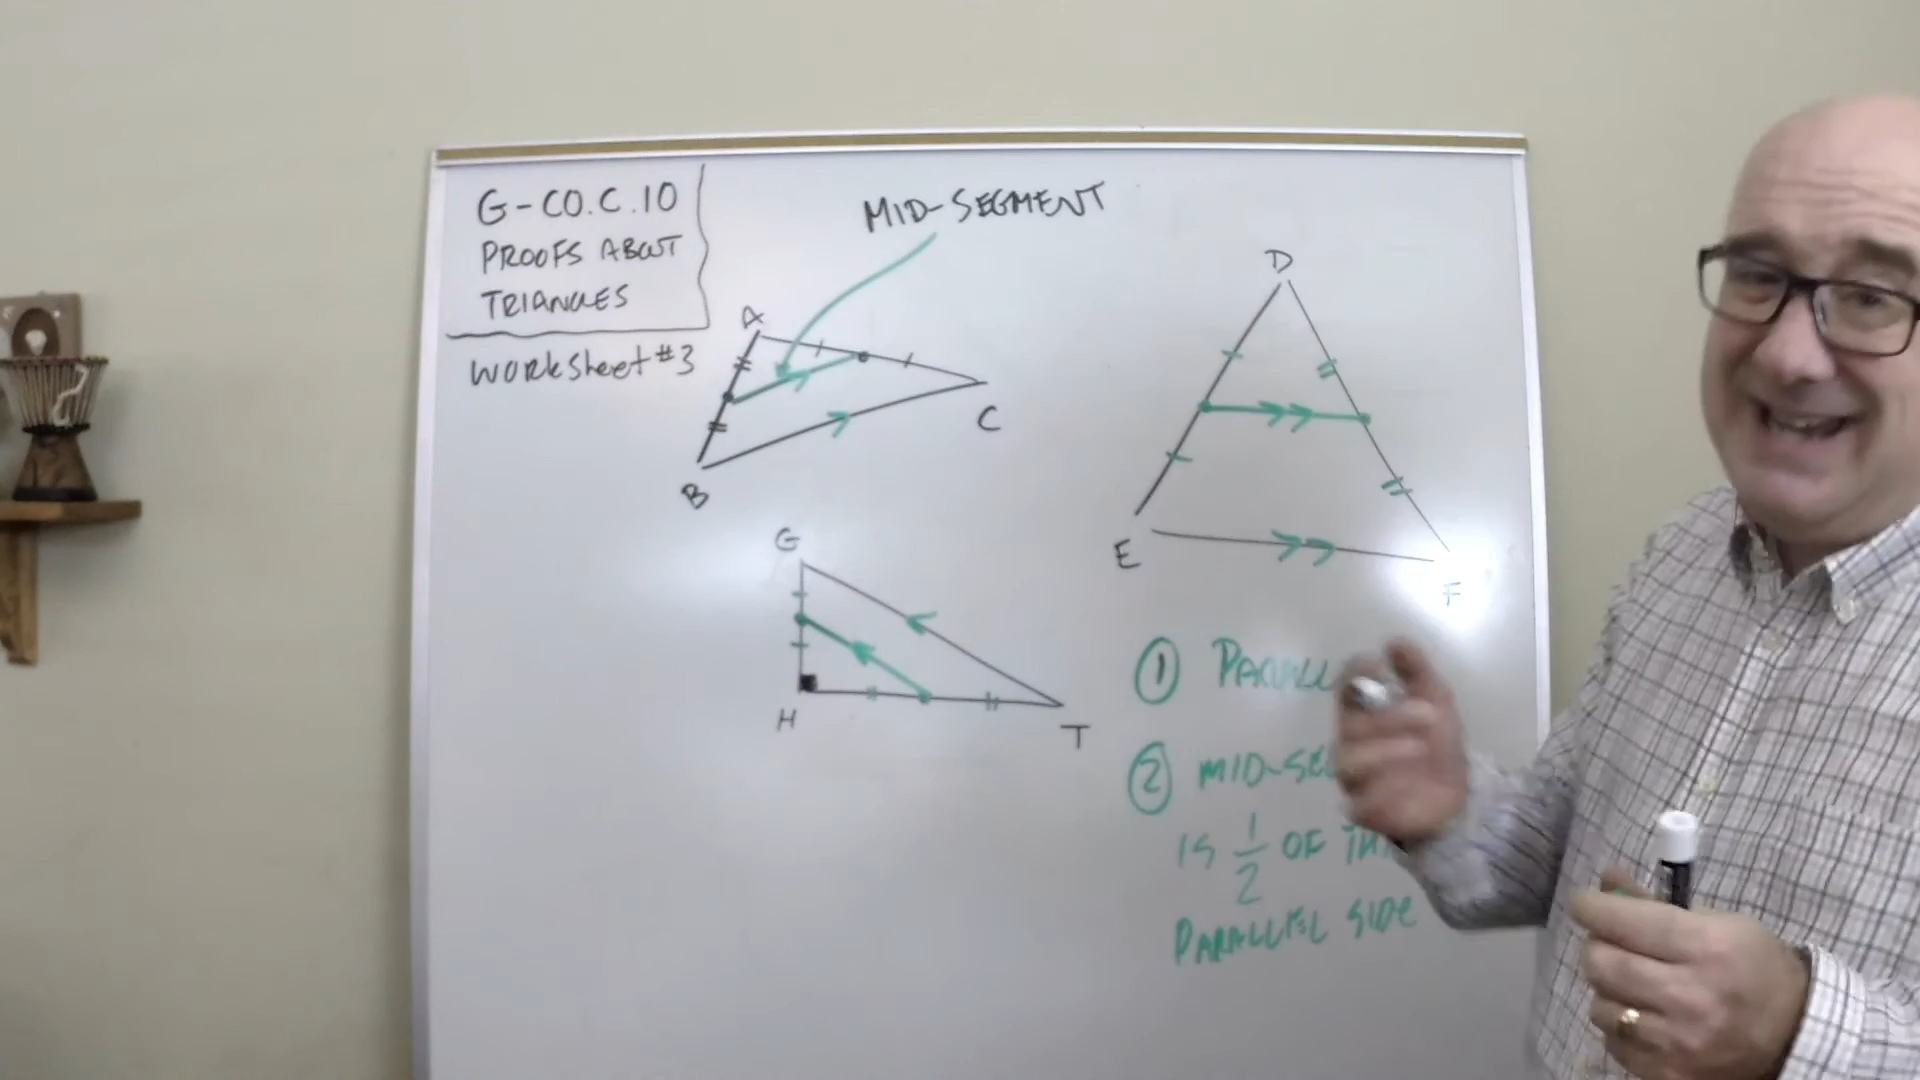 G-CO.C.10
PROOFS ABOUT
TRIANGLES
WORKSHEET #3
MID-SEGMENT
A
B
C
D
E
F
G
H
T
① 
② 
IS 1/2 OF
PARALLEL SIDE